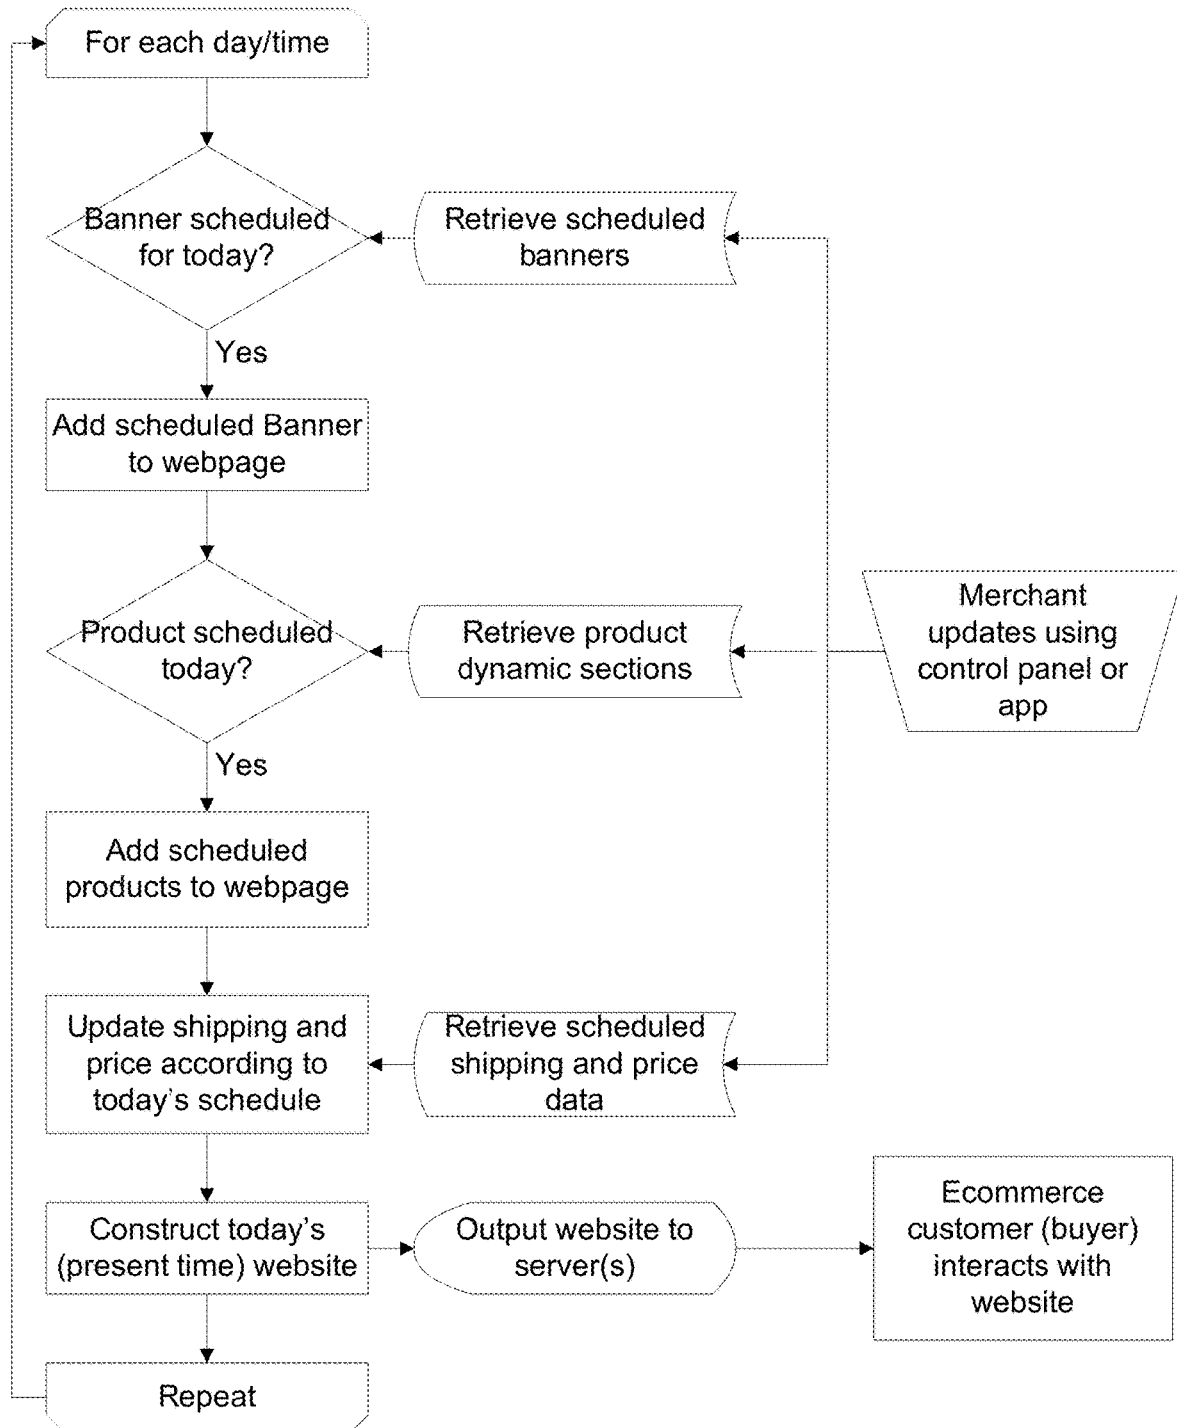 For each day/time
Banner scheduled
for today?
Retrieve scheduled
banners
Yes
Add scheduled Banner
to webpage
Product scheduled
today?
Retrieve product
dynamic sections
Merchant
updates using
control panel or
app
Yes
Add scheduled
products to webpage
Update shipping and
price according to
today's schedule
Retrieve scheduled
shipping and price
data
Construct today's
(present time) website
Output website to
server(s)
Ecommerce
customer (buyer)
interacts with
website
Repeat